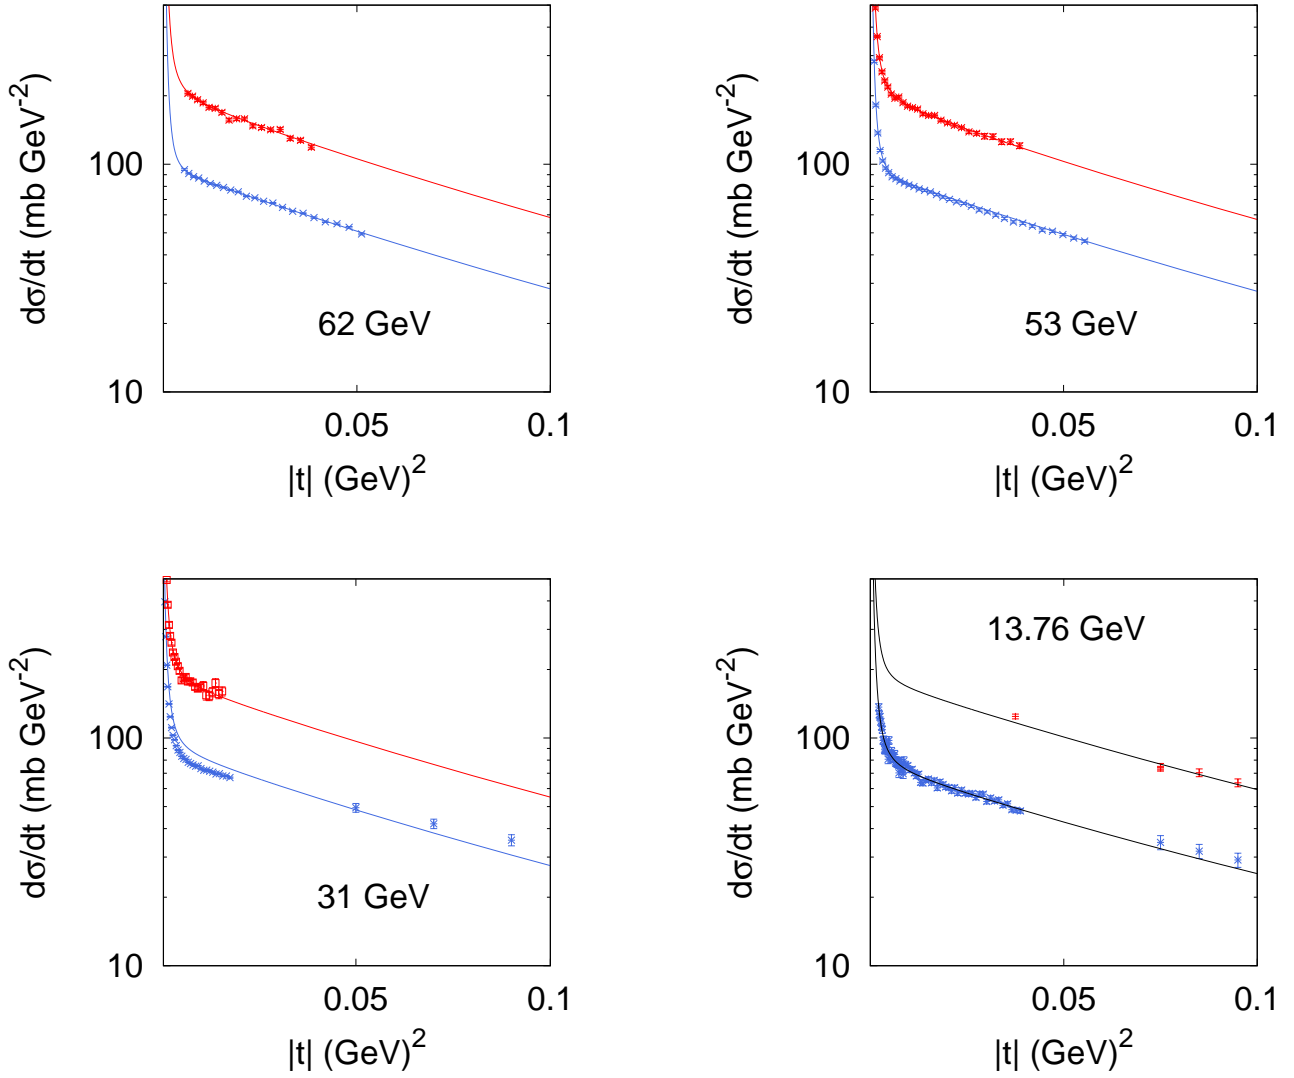 dσ/dt (mb GeV⁻²)
100
10
62 GeV
0.05
0.1
|t| (GeV)²
dσ/dt (mb GeV⁻²)
100
10
53 GeV
0.05
0.1
|t| (GeV)²
dσ/dt (mb GeV⁻²)
100
10
31 GeV
0.05
0.1
|t| (GeV)²
dσ/dt (mb GeV⁻²)
13.76 GeV
100
10
0.05
0.1
|t| (GeV)²